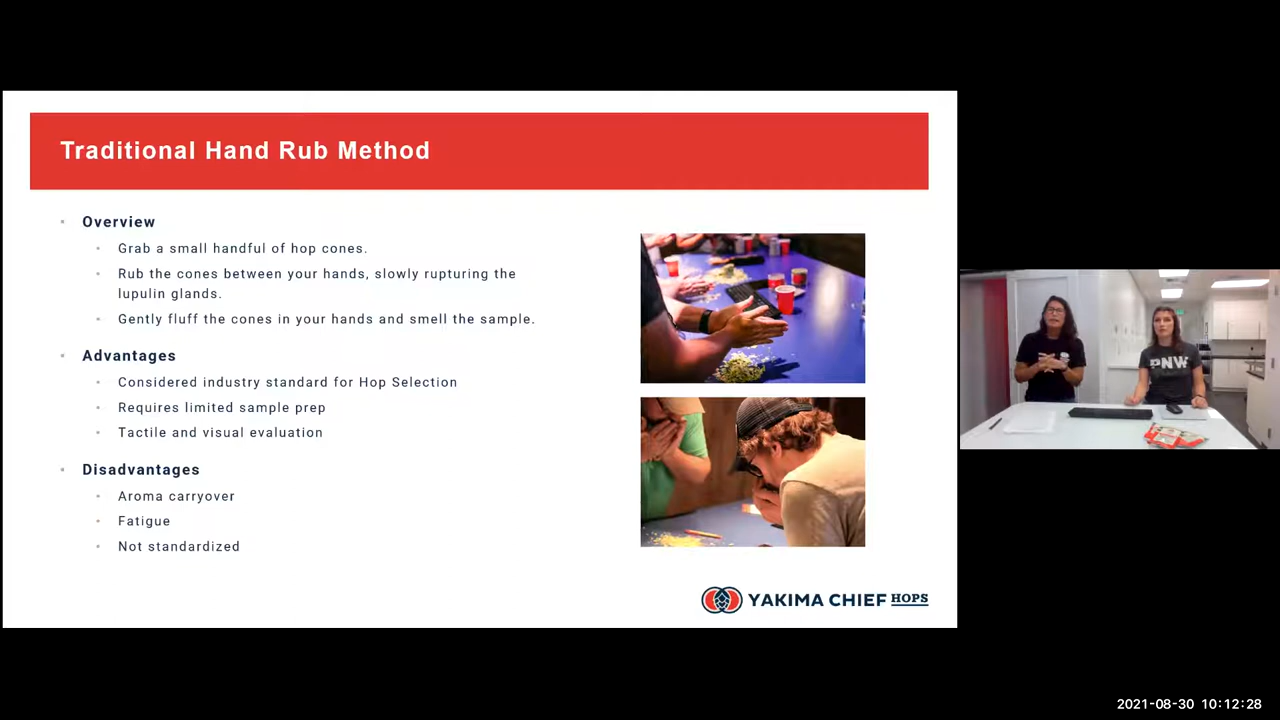 Traditional Hand Rub Method
Overview
Grab a small handful of hop cones.
Rub the cones between your hands, slowly rupturing the
lupulin glands.
Gently fluff the cones in your hands and smell the sample.
Advantages
Considered industry standard for Hop Selection
Requires limited sample prep
Tactile and visual evaluation
Disadvantages
Aroma carryover
Fatigue
Not standardized
YAKIMA CHIEF HOPS
PNW
2021-08-30 10:12:28